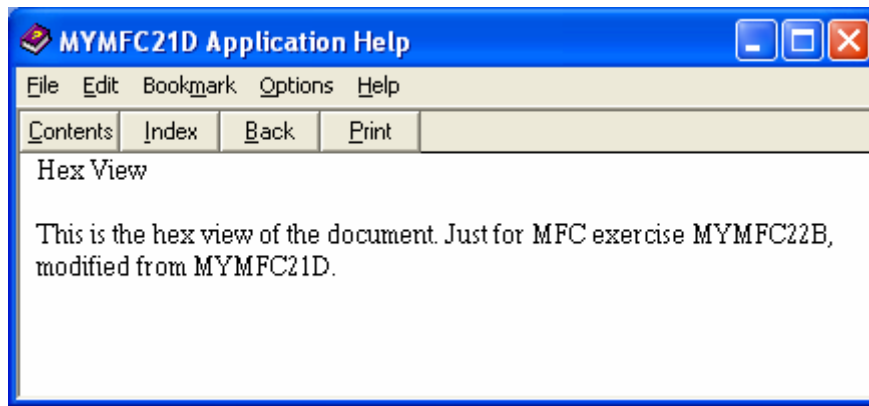 MYMFC21D Application Help
File Edit Bookmark Options Help
Contents Index Back Print
Hex View
This is the hex view of the document. Just for MFC exercise MYMFC22B,
modified from MYMFC21D.